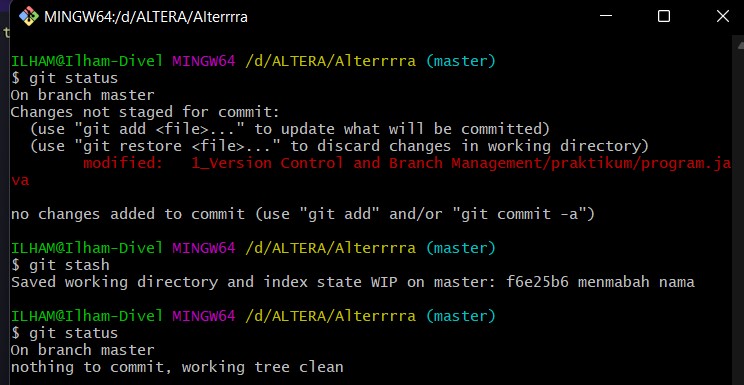 MINGW64:/d/ALTERA/Alterrrra
t
ILHAM@Ilham-Divel MINGW64 /d/ALTERA/Alterrrra (master)
$ git status
On branch master
Changes not staged for commit:
  (use "git add <file>..." to update what will be committed)
  (use "git restore <file>..." to discard changes in working directory)
        modified:   1_Version Control and Branch Management/praktikum/program.ja
va
no changes added to commit (use "git add" and/or "git commit -a")
ILHAM@Ilham-Divel MINGW64 /d/ALTERA/Alterrrra (master)
$ git stash
Saved working directory and index state WIP on master: f6e25b6 menmabah nama
ILHAM@Ilham-Divel MINGW64 /d/ALTERA/Alterrrra (master)
$ git status
On branch master
nothing to commit, working tree clean